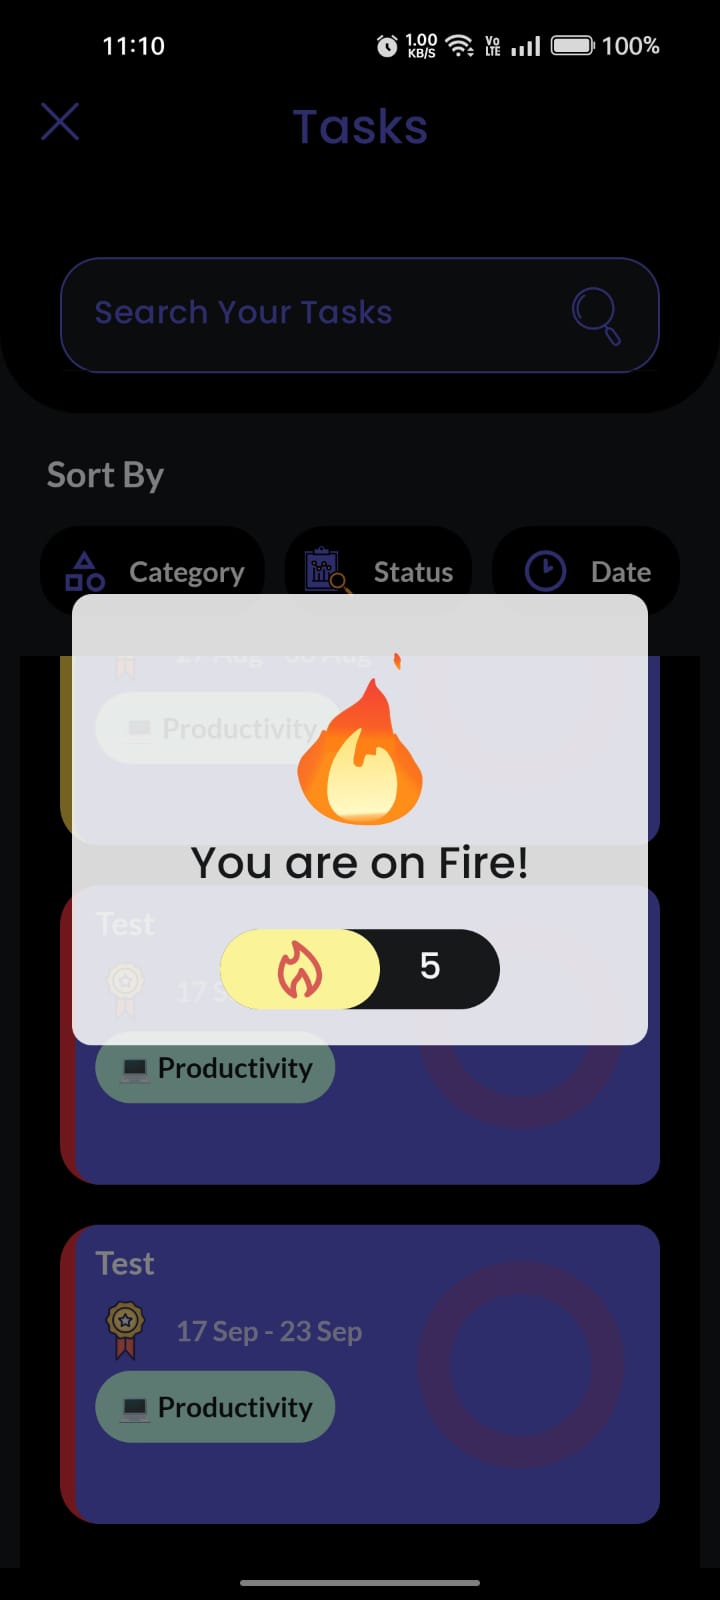 11:10
1.00
KB/S
Vo
LTE
100%
Tasks
Search Your Tasks
Sort By
Category
Status
Date
27 Aug - 30 Aug
Productivity
You are on Fire!
Test
5
17 S
Productivity
Test
17 Sep - 23 Sep
Productivity